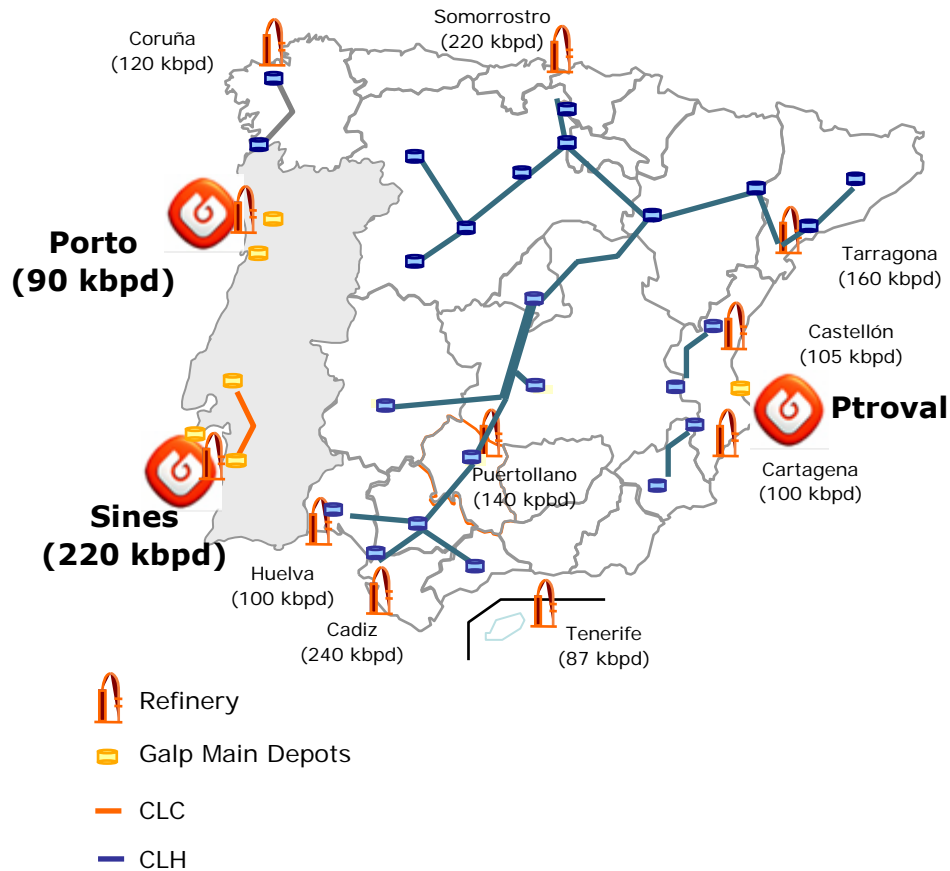 Coruña
(120 kbpd)
Somorrostro
(220 kbpd)
Porto
(90 kbpd)
Tarragona
(160 kbpd)
Castellón
(105 kbpd)
Ptroval
Cartagena
(100 kbpd)
Puertollano
(140 kpbd)
Sines
(220 kbpd)
Huelva
(100 kbpd)
Cadiz
(240 kbpd)
Tenerife
(87 kbpd)
Refinery
Galp Main Depots
CLC
CLH